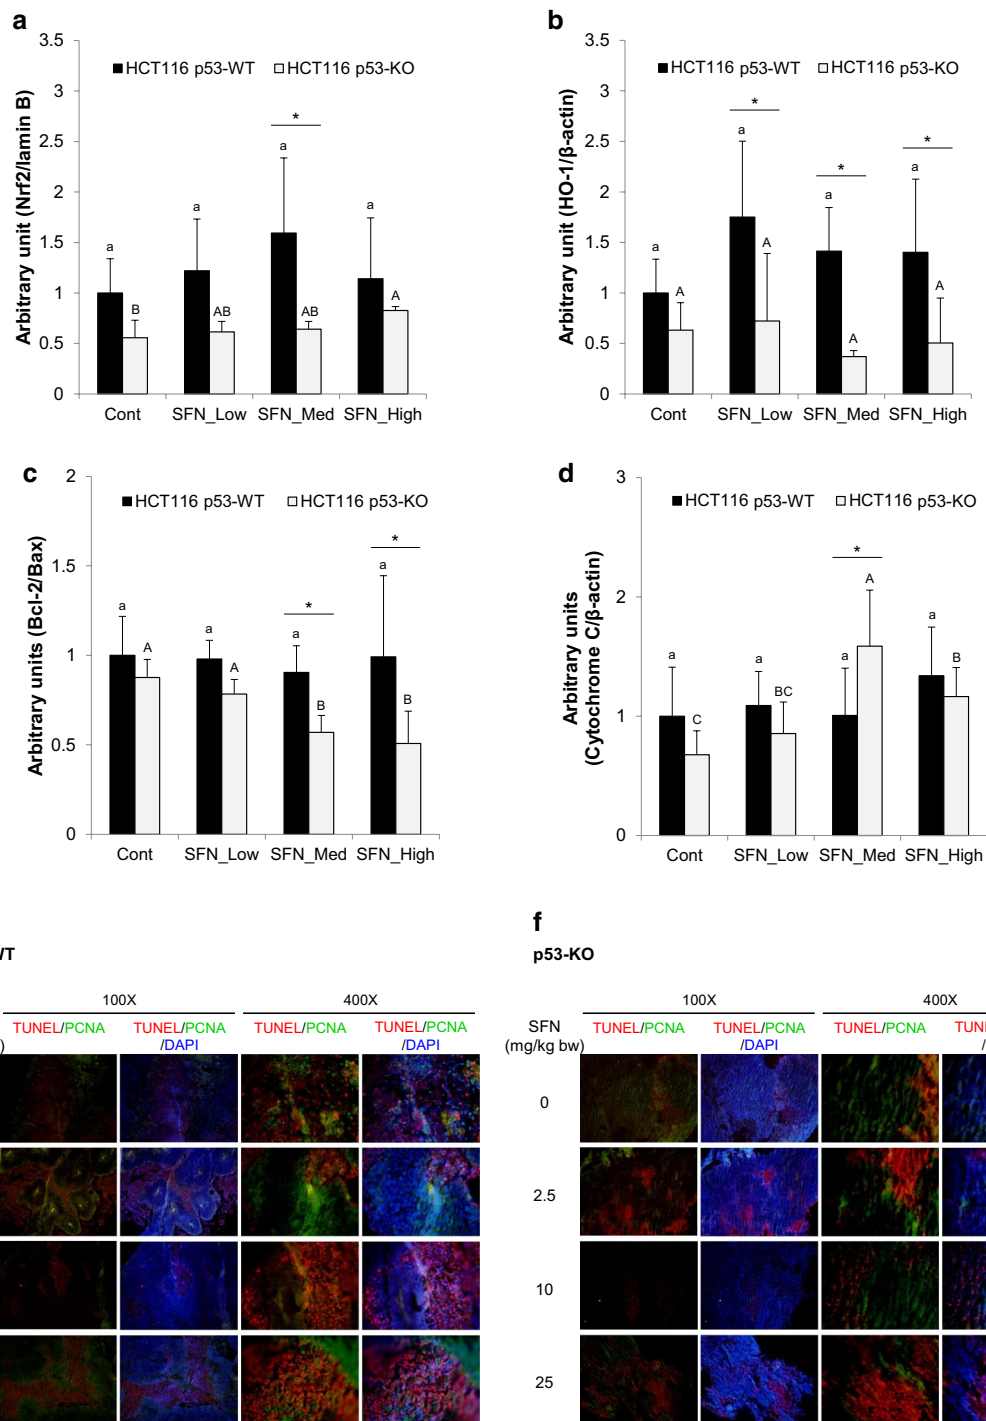 a
3.5
3
2.5
2
1.5
1
0.5
0
Arbitrary unit (Nrf2/lamin B)
HCT116 p53-WT HCT116 p53-KO
a B
a AB
* a AB
a A
Cont SFN_Low SFN_Med SFN_High
b
3.5
3
2.5
2
1.5
1
0.5
0
Arbitrary unit (HO-1/β-actin)
HCT116 p53-WT HCT116 p53-KO
a A
* a A
* a A
* a A
Cont SFN_Low SFN_Med SFN_High
c
2
1.5
1
0.5
0
Arbitrary units (Bcl-2/Bax)
HCT116 p53-WT HCT116 p53-KO
a A
a A
* a B
* a B
Cont SFN_Low SFN_Med SFN_High
d
3
2
1
0
Arbitrary units
(Cytochrome C/β-actin)
HCT116 p53-WT HCT116 p53-KO
a C
a BC
* a A
a B
Cont SFN_Low SFN_Med SFN_High
100X 400X
TUNEL/PCNA TUNEL/PCNA TUNEL/PCNA TUNEL/PCNA
/DAPI /DAPI
f
p53-KO
100X 400X
SFN TUNEL/PCNA TUNEL/PCNA TUNEL/PCNA
(mg/kg bw) /DAPI
0
2.5
10
25